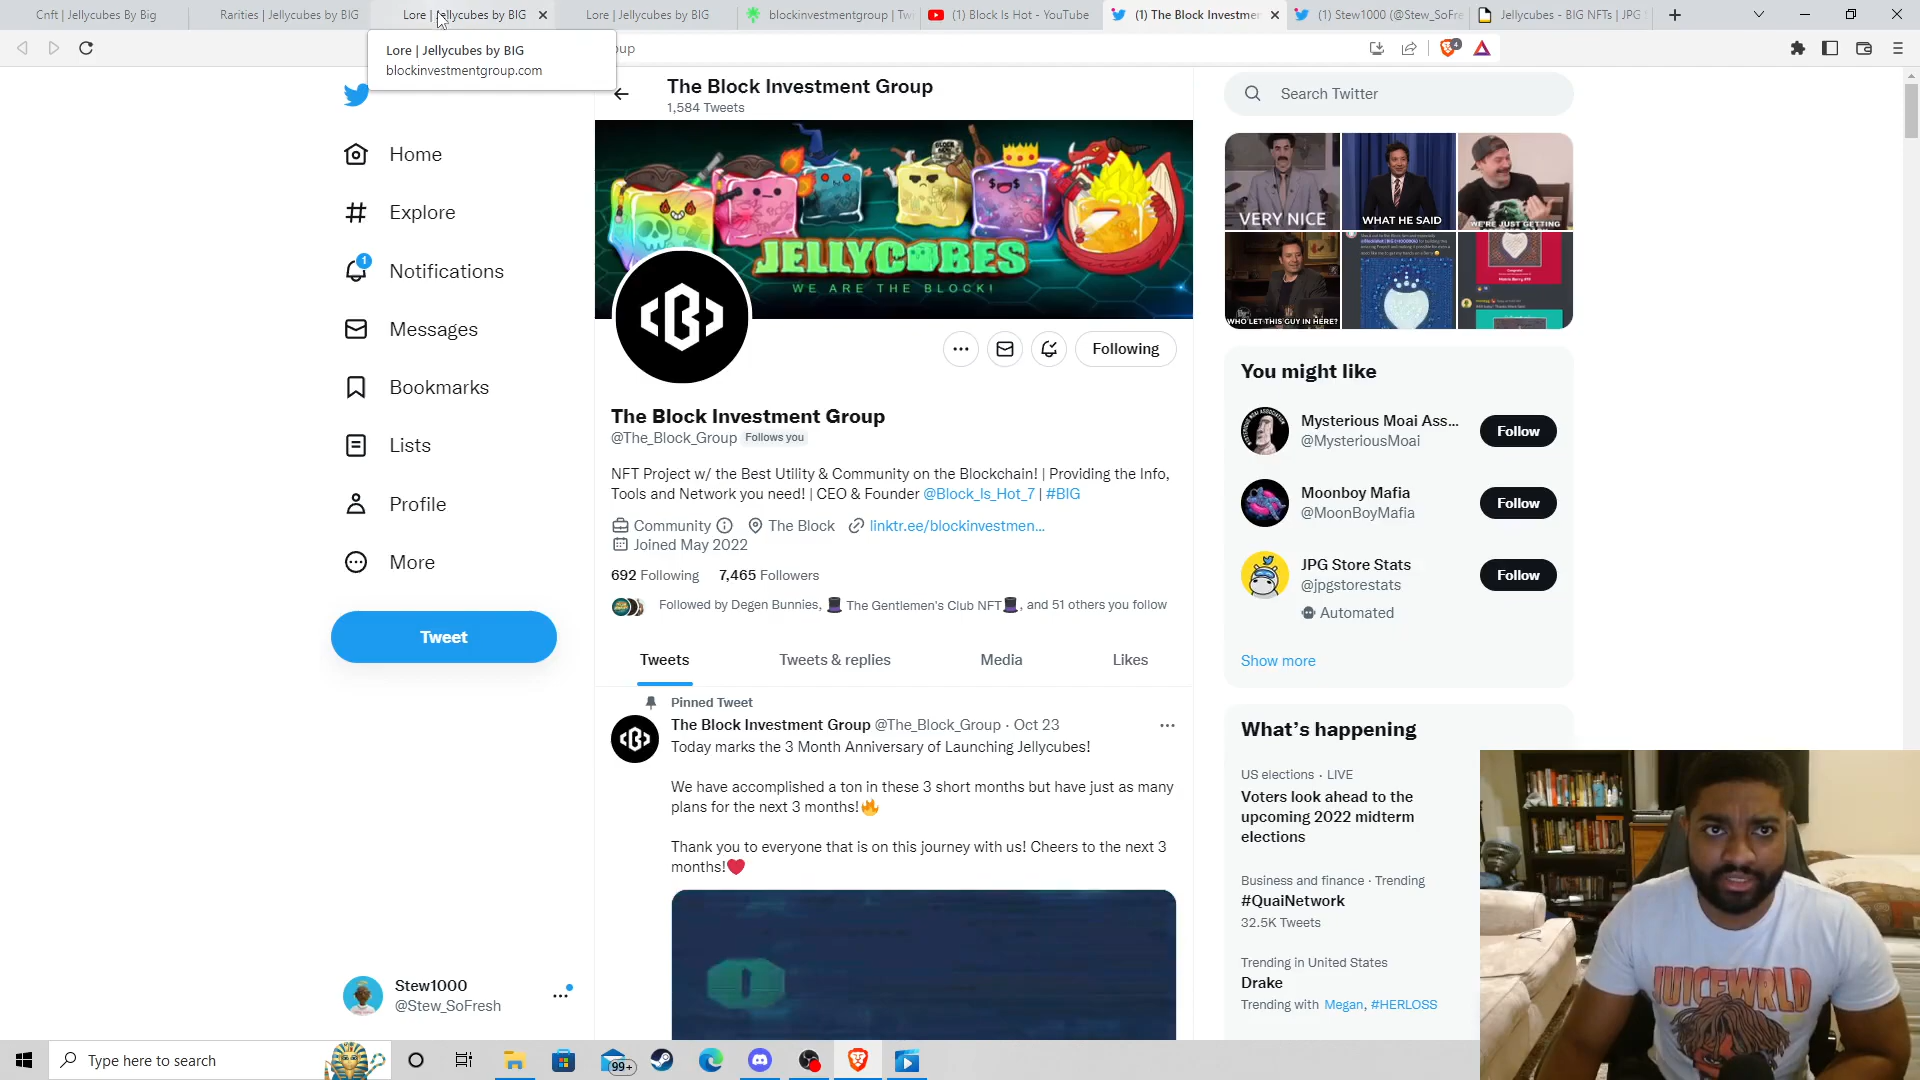 Cnft | Jellycubes By Big
Rarities | Jellycubes by BIG
Lore | Jellycubes by BIG
Lore | Jellycubes by BIG
blockinvestmentgroup | Tw
(1) Block Is Hot - YouTube
(1) The Block Investme
(1) Stew1000 (@Stew_SoFre
Jellycubes - BIG NFTs | JPG
Lore | Jellycubes by BIG
blockinvestmentgroup.com
oup
4
The Block Investment Group
1,584 Tweets
Search Twitter
Home
Explore
1
Notifications
Messages
Bookmarks
Lists
Profile
More
Tweet
JELLYCUBES
WE ARE THE BLOCK!
Following
The Block Investment Group
@The_Block_Group Follows you
NFT Project w/ the Best Utility & Community on the Blockchain! | Providing the Info,
Tools and Network you need! | CEO & Founder @Block_Is_Hot_7 | #BIG
Community The Block linktr.ee/blockinvestmen...
Joined May 2022
692 Following 7,465 Followers
Followed by Degen Bunnies, 🎩 The Gentlemen's Club NFT🎩, and 51 others you follow
Tweets
Tweets & replies
Media
Likes
Pinned Tweet
The Block Investment Group @The_Block_Group · Oct 23
Today marks the 3 Month Anniversary of Launching Jellycubes!
We have accomplished a ton in these 3 short months but have just as many
plans for the next 3 months!🔥
Thank you to everyone that is on this journey with us! Cheers to the next 3
months!❤️
VERY NICE
WHAT HE SAID
WE'RE JUST GETTING
WHO LET THIS GUY IN HERE?
You might like
Mysterious Moai Ass...
@MysteriousMoai
Follow
Moonboy Mafia
@MoonBoyMafia
Follow
JPG Store Stats
@jpgstorestats
Automated
Follow
Show more
What's happening
US elections · LIVE
Voters look ahead to the
upcoming 2022 midterm
elections
Business and finance · Trending
#QuaiNetwork
32.5K Tweets
Trending in United States
Drake
Trending with Megan, #HERLOSS
Stew1000
@Stew_SoFresh
JUICEWRLD
Type here to search
99+